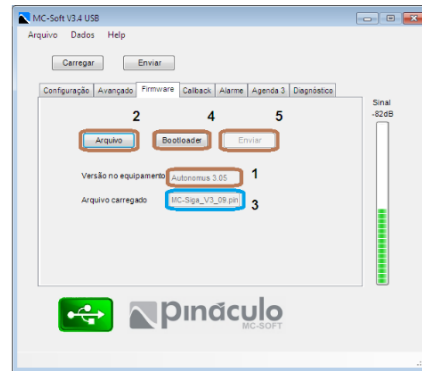 MC-Soft V3.4 USB
Arquivo Dados Help
Carregar Enviar
Configuração Avançado Firmware Callback Alarme Agenda 3 Diagnóstico
Sinal
-82dB
2 4 5
Arquivo Bootloader Enviar
Versão no equipamento Autonomus 3.05 1
Arquivo carregado MC-Siga_V3_09.pin 3
Pináculo
MC-SOFT